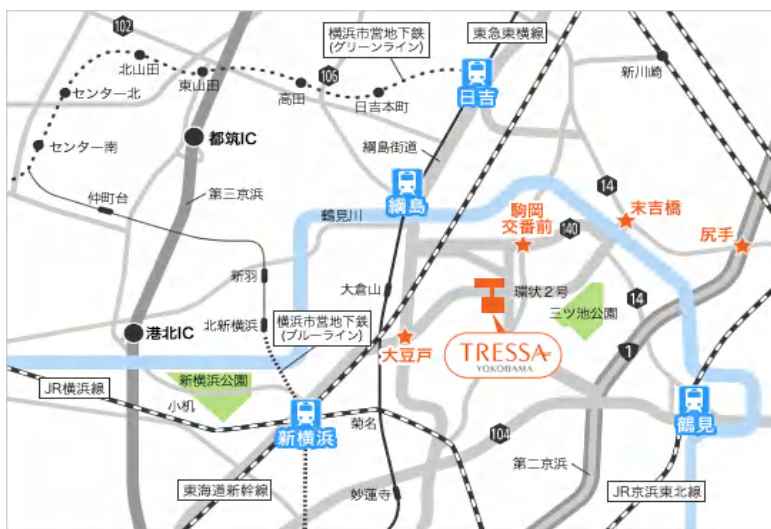 102
横浜市営地下鉄
(グリーンライン)
東急東横線
北山田
東山田
106
高田
日吉本町
日吉
新川崎
センター北
センター南
都筑IC
綱島街道
仲町台
第三京浜
綱島
鶴見川
駒岡
交番前
14
140
末吉橋
尻手
新羽
大倉山
環状2号
14
三ツ池公園
北新横浜
横浜市営地下鉄
(ブルーライン)
港北IC
大豆戸
TRESSA
YOKOHAMA
1
JR横浜線
新横浜公園
小机
新横浜
菊名
104
鶴見
東海道新幹線
妙蓮寺
第二京浜
JR京浜東北線